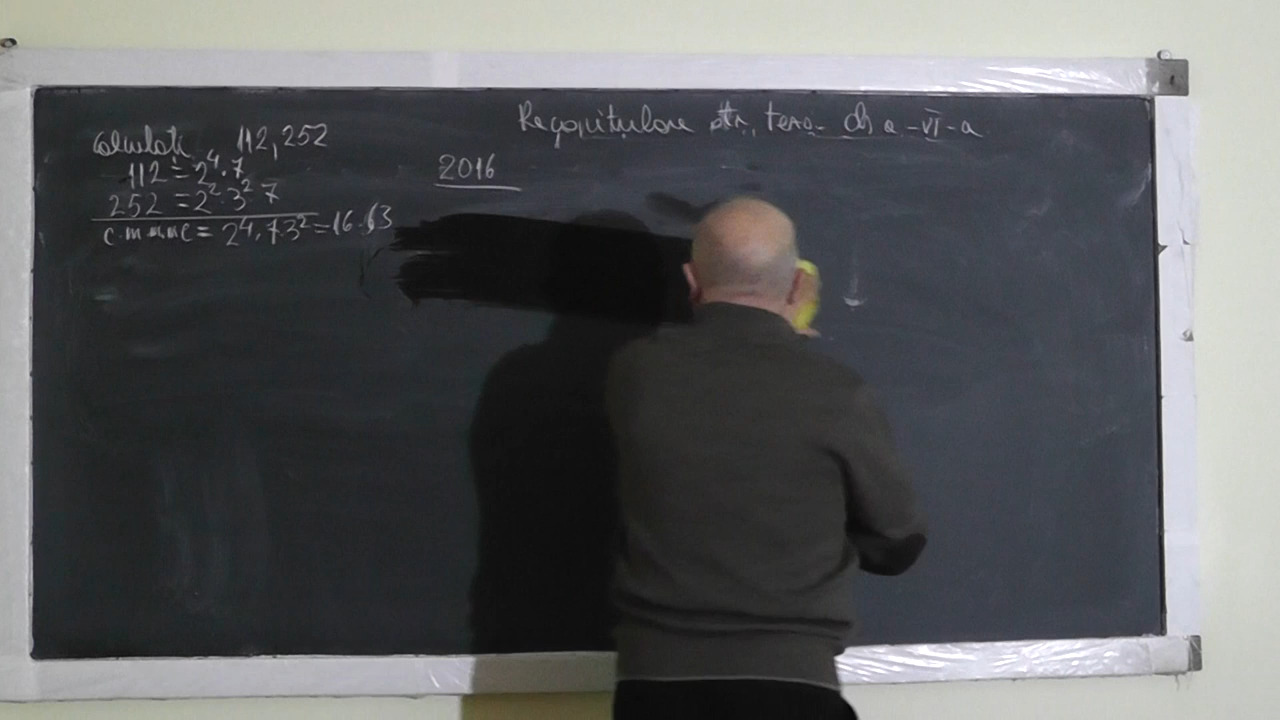 Recapitulare ptr. teza cls a-VI-a
Calculați 112, 252
112 = 2⁴·7
252 = 2²·3²·7
c.m.m.m.c = 2⁴·7·3² = 16·63
2016